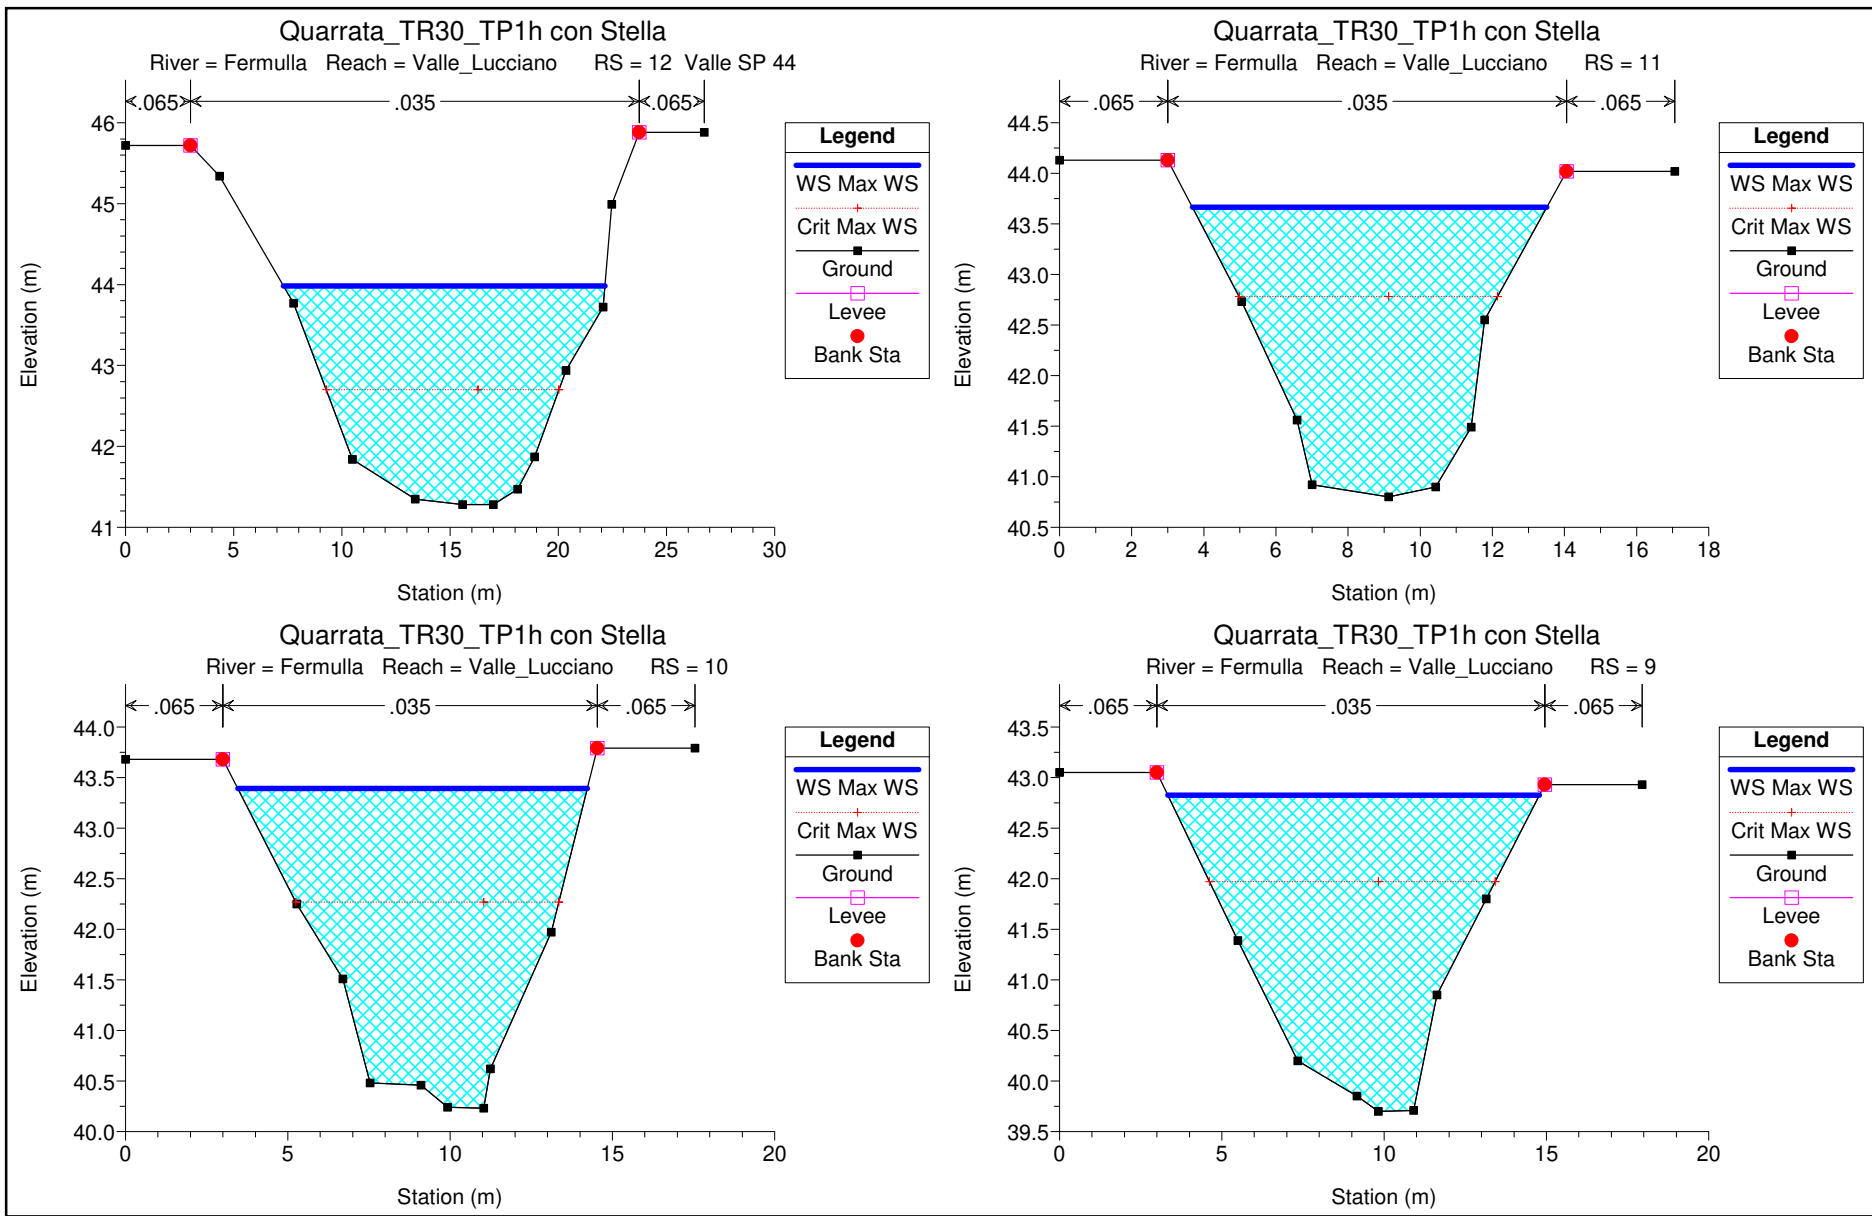 Quarrata_TR30_TP1h con Stella
River = Fermulla   Reach = Valle_Lucciano      RS = 12  Valle SP 44
.065 .035 .065
46
45
44
43
42
41
0 5 10 15 20 25 30
Elevation (m)
Station (m)
Legend
WS Max WS
Crit Max WS
Ground
Levee
Bank Sta
Quarrata_TR30_TP1h con Stella
River = Fermulla   Reach = Valle_Lucciano      RS = 11
.065 .035 .065
44.5
44.0
43.5
43.0
42.5
42.0
41.5
41.0
40.5
0 2 4 6 8 10 12 14 16 18
Elevation (m)
Station (m)
Legend
WS Max WS
Crit Max WS
Ground
Levee
Bank Sta
Quarrata_TR30_TP1h con Stella
River = Fermulla   Reach = Valle_Lucciano      RS = 10
.065 .035 .065
44.0
43.5
43.0
42.5
42.0
41.5
41.0
40.5
40.0
0 5 10 15 20
Elevation (m)
Station (m)
Legend
WS Max WS
Crit Max WS
Ground
Levee
Bank Sta
Quarrata_TR30_TP1h con Stella
River = Fermulla   Reach = Valle_Lucciano      RS = 9
.065 .035 .065
43.5
43.0
42.5
42.0
41.5
41.0
40.5
40.0
39.5
0 5 10 15 20
Elevation (m)
Station (m)
Legend
WS Max WS
Crit Max WS
Ground
Levee
Bank Sta